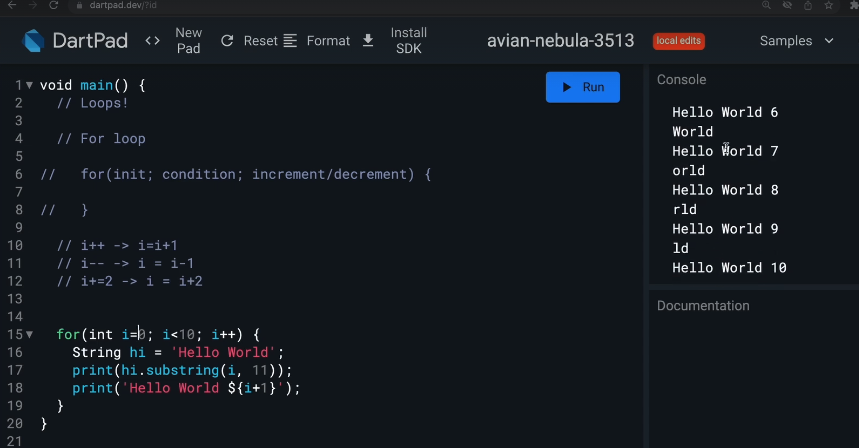 dartpad.dev/?id
DartPad
<> New Pad
Reset
Format
Install SDK
avian-nebula-3513
local edits
Samples
1 void main() {
2 // Loops!
3
4 // For loop
5
6 // for(init; condition; increment/decrement) {
7
8 // }
9
10 // i++ -> i=i+1
11 // i-- -> i = i-1
12 // i+=2 -> i = i+2
13
14
15 for(int i=0; i<10; i++) {
16 String hi = 'Hello World';
17 print(hi.substring(i, 11));
18 print('Hello World ${i+1}');
19 }
20 }
21
Run
Console
Hello World 6
World
Hello World 7
orld
Hello World 8
rld
Hello World 9
ld
Hello World 10
Documentation